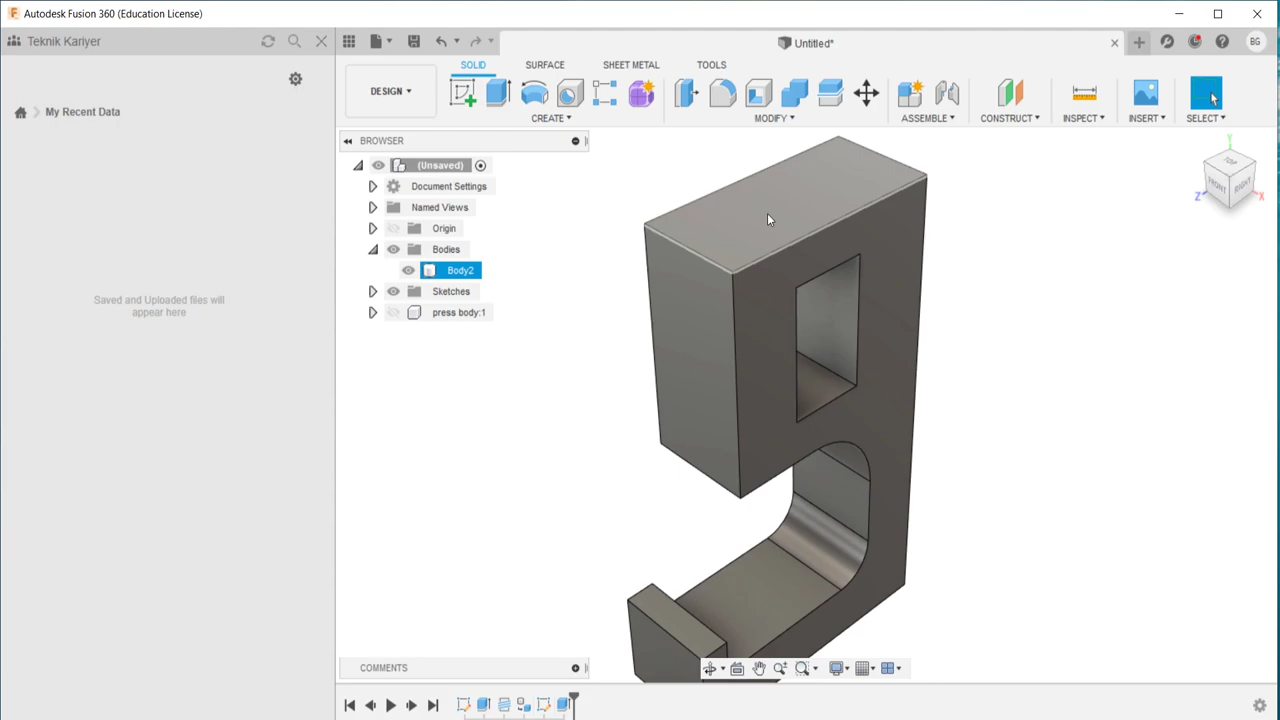 Autodesk Fusion 360 (Education License)
Teknik Kariyer
Untitled*
BG
My Recent Data
Saved and Uploaded files will
appear here
DESIGN
SOLID
SURFACE
SHEET METAL
TOOLS
CREATE
MODIFY
ASSEMBLE
CONSTRUCT
INSPECT
INSERT
SELECT
BROWSER
(Unsaved)
Document Settings
Named Views
Origin
Bodies
Body2
Sketches
press body:1
Y
TOP
FRONT
RIGHT
Z
X
COMMENTS